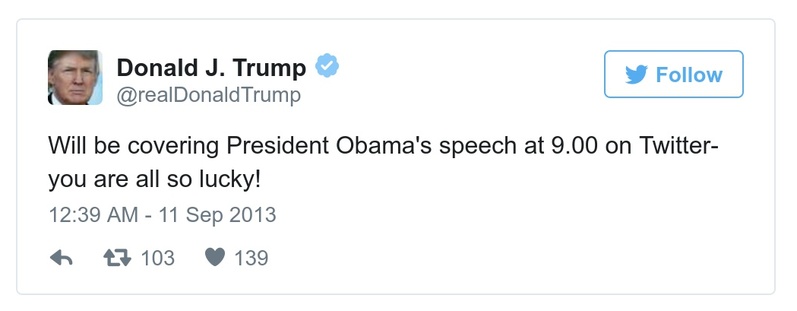 Donald J. Trump
@realDonaldTrump
Follow
Will be covering President Obama's speech at 9.00 on Twitter-
you are all so lucky!
12:39 AM - 11 Sep 2013
103 139